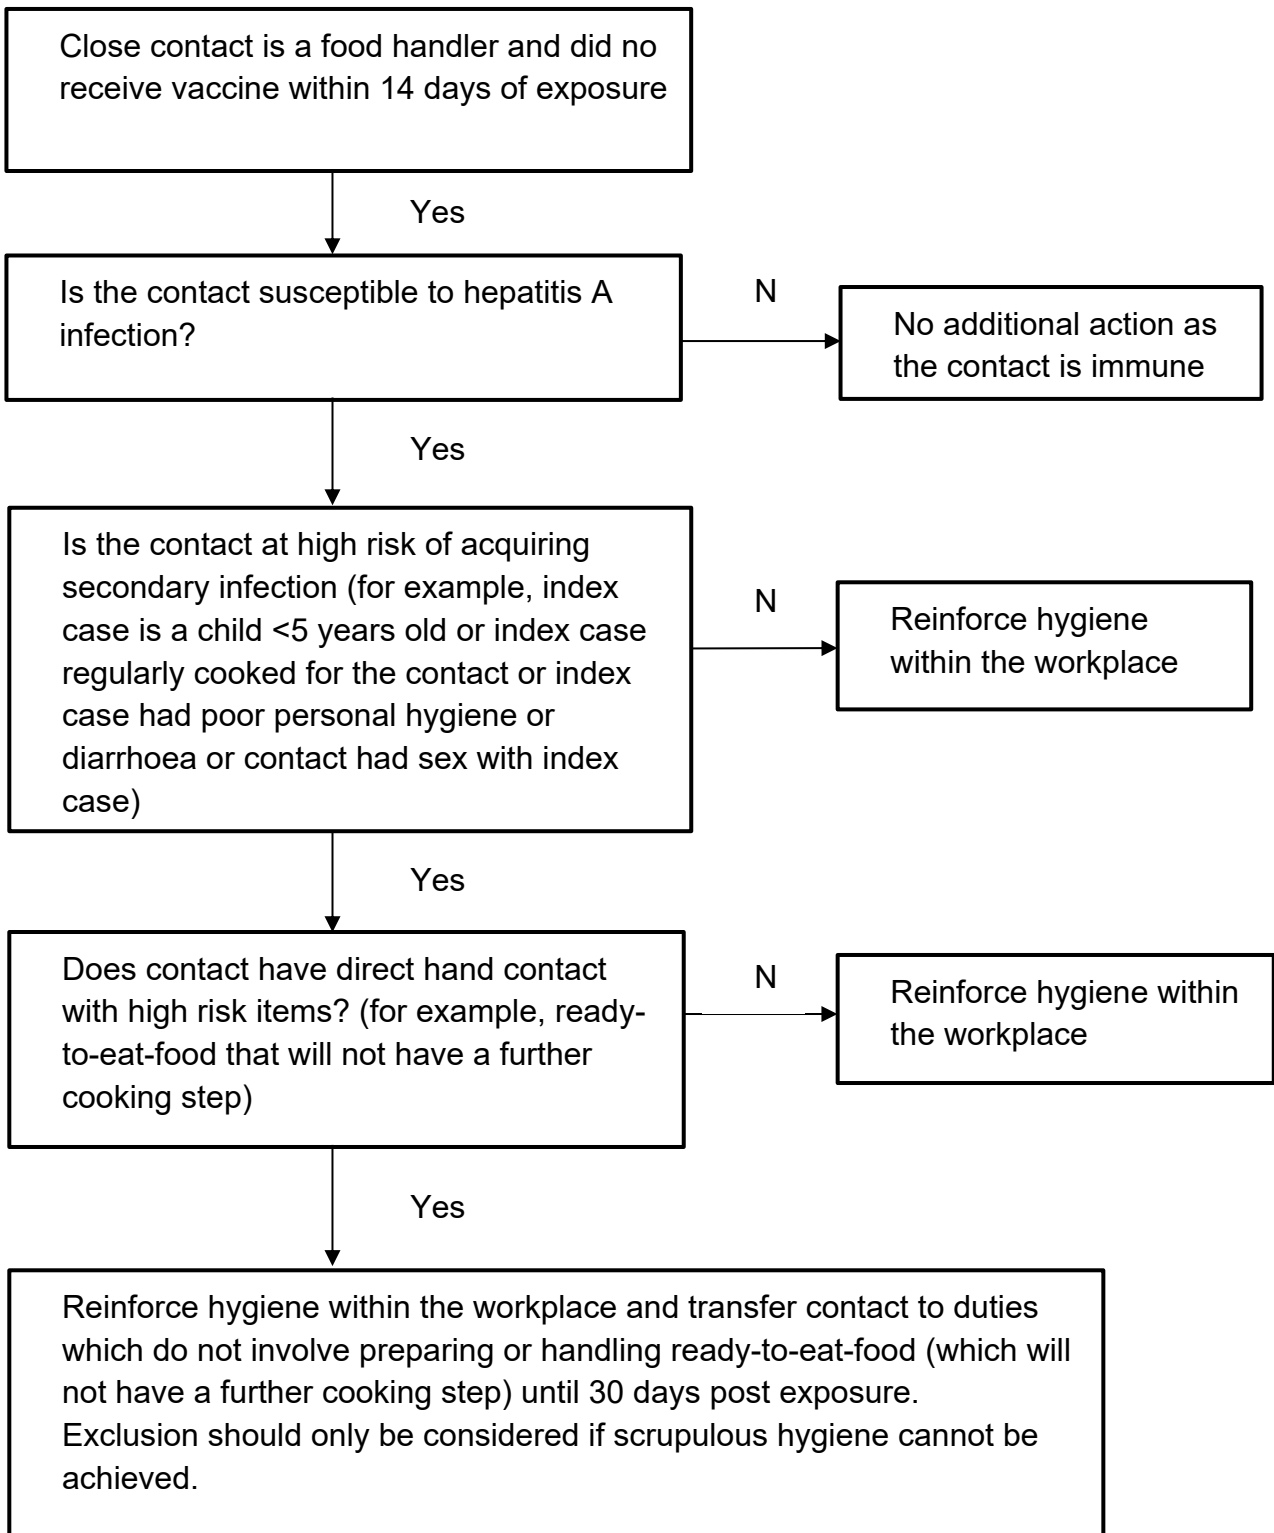 Close contact is a food handler and did no
receive vaccine within 14 days of exposure
Yes
Is the contact susceptible to hepatitis A
infection?
N
No additional action as
the contact is immune
Yes
Is the contact at high risk of acquiring
secondary infection (for example, index
case is a child <5 years old or index case
regularly cooked for the contact or index
case had poor personal hygiene or
diarrhoea or contact had sex with index
case)
N
Reinforce hygiene
within the workplace
Yes
Does contact have direct hand contact
with high risk items? (for example, ready-
to-eat-food that will not have a further
cooking step)
N
Reinforce hygiene within
the workplace
Yes
Reinforce hygiene within the workplace and transfer contact to duties
which do not involve preparing or handling ready-to-eat-food (which will
not have a further cooking step) until 30 days post exposure.
Exclusion should only be considered if scrupulous hygiene cannot be
achieved.